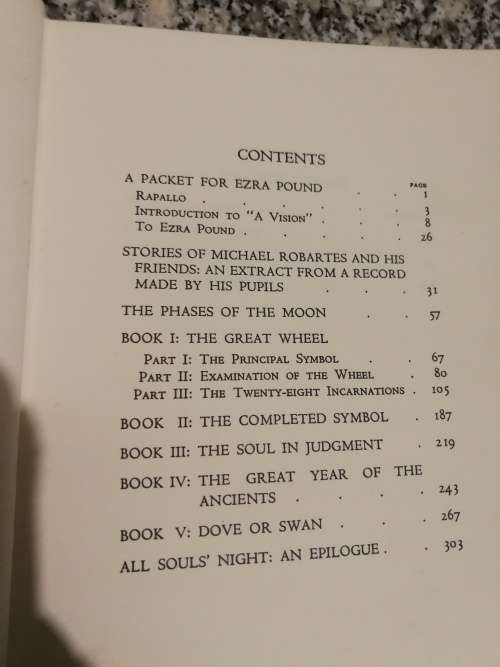 CONTENTS
PAGE
A PACKET FOR EZRA POUND . . 1
RAPALLO . . . . . . 3
INTRODUCTION TO "A VISION" . . . 8
TO EZRA POUND . . . . . 26
STORIES OF MICHAEL ROBARTES AND HIS
FRIENDS: AN EXTRACT FROM A RECORD
MADE BY HIS PUPILS . . . 31
THE PHASES OF THE MOON . . 57
BOOK I: THE GREAT WHEEL
PART I: THE PRINCIPAL SYMBOL . . 67
PART II: EXAMINATION OF THE WHEEL . 80
PART III: THE TWENTY-EIGHT INCARNATIONS . 105
BOOK II: THE COMPLETED SYMBOL . 187
BOOK III: THE SOUL IN JUDGMENT . 219
BOOK IV: THE GREAT YEAR OF THE
ANCIENTS . . . . 243
BOOK V: DOVE OR SWAN . . . 267
ALL SOULS' NIGHT: AN EPILOGUE . . 303